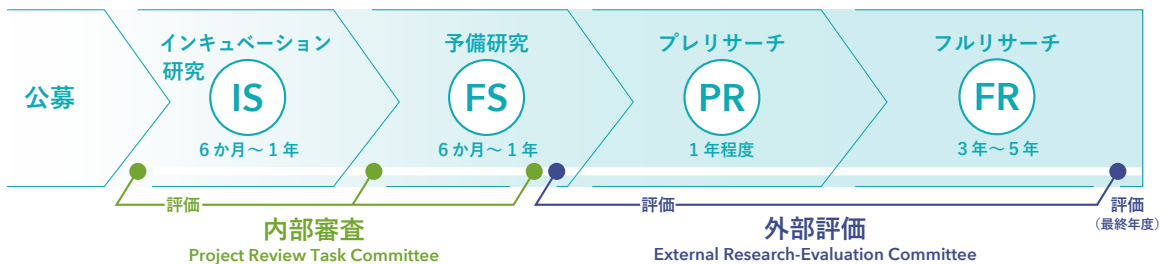 公募
インキュベーション
研究
IS
6か月～1年
予備研究
FS
6か月～1年
プレリサーチ
PR
1年程度
フルリサーチ
FR
3年～5年
評価
内部審査
Project Review Task Committee
評価
外部評価
External Research-Evaluation Committee
評価
（最終年度）